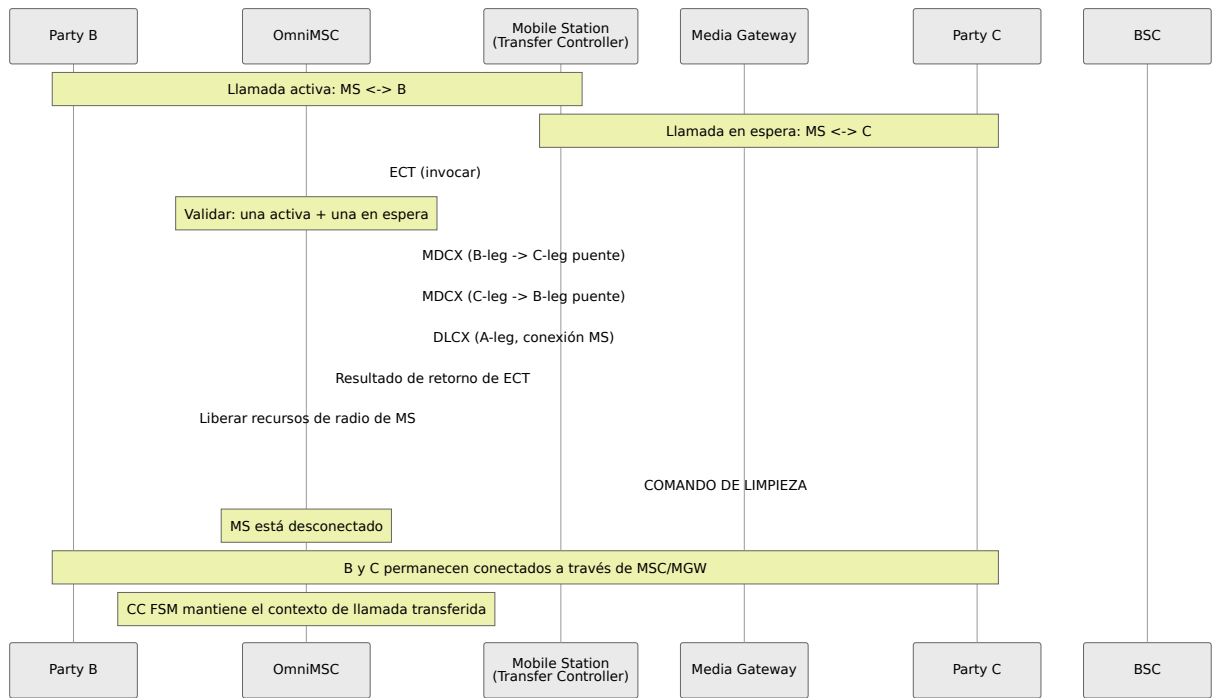 Party B
OmniMSC
Mobile Station
(Transfer Controller)
Media Gateway
Party C
BSC
Llamada activa: MS <-> B
Llamada en espera: MS <-> C
ECT (invocar)
Validar: una activa + una en espera
MDCX (B-leg -> C-leg puente)
MDCX (C-leg -> B-leg puente)
DLCX (A-leg, conexión MS)
Resultado de retorno de ECT
Liberar recursos de radio de MS
COMANDO DE LIMPIEZA
MS está desconectado
B y C permanecen conectados a través de MSC/MGW
CC FSM mantiene el contexto de llamada transferida
Party B
OmniMSC
Mobile Station
(Transfer Controller)
Media Gateway
Party C
BSC